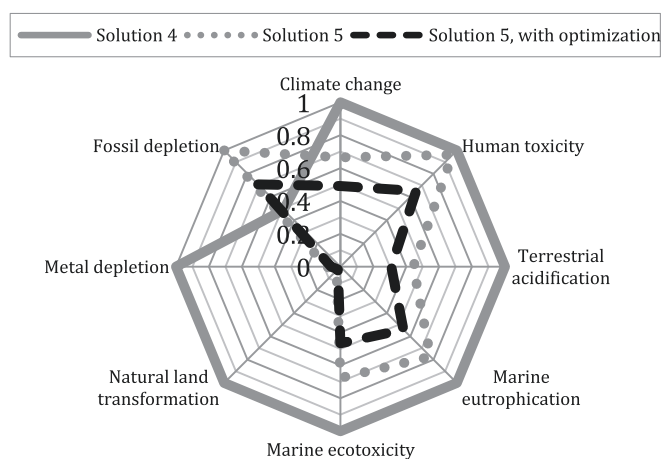 Solution 4 Solution 5 Solution 5, with optimization
Climate change
1
0.8
0.6
0.4
0.2
0
Fossil depletion
Human toxicity
Metal depletion
Terrestrial
acidification
Natural land
transformation
Marine
eutrophication
Marine ecotoxicity